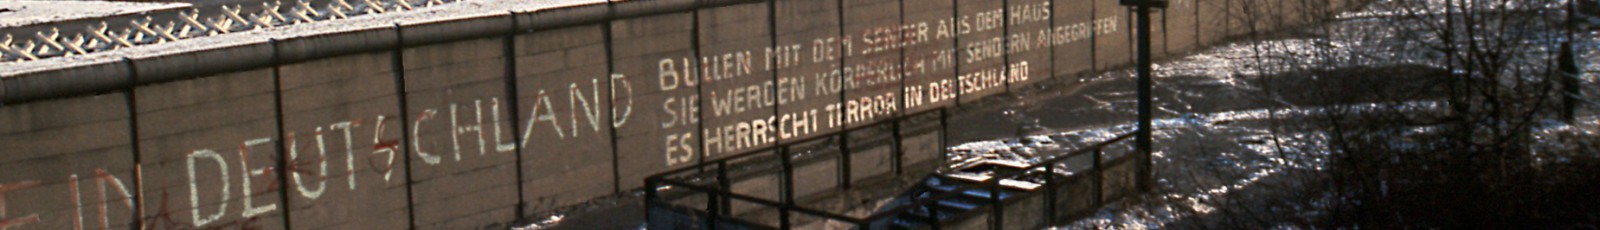 EIN DEUTSCHLAND
BULLEN MIT DEM SENDER AUS DEM HAUS
SIE WERDEN KÖRPERLICH MIT SENDERN ANGEGRIFFEN
ES HERRSCHT TERROR IN DEUTSCHLAND